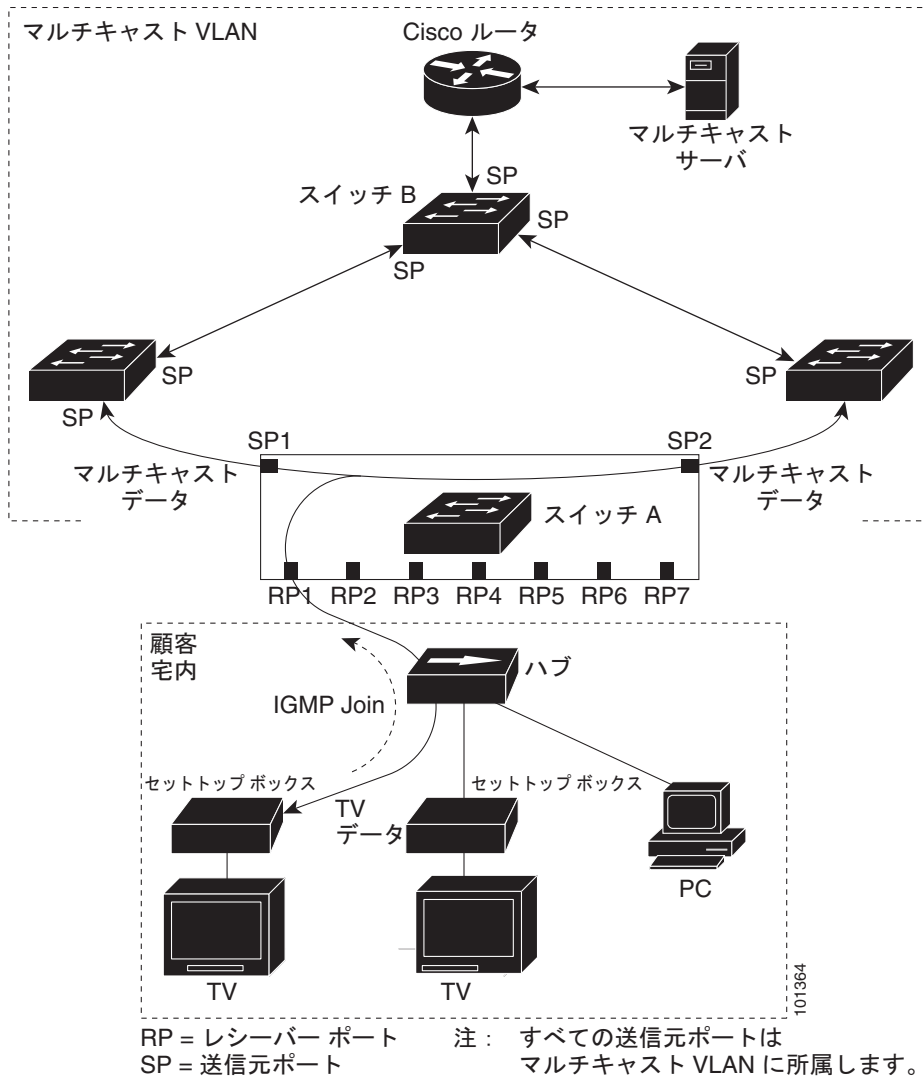 マルチキャスト VLAN
Cisco ルータ
マルチキャスト
サーバ
SP
スイッチ B
SP
SP
SP
SP
SP
SP1
SP2
マルチキャスト
データ
マルチキャスト
データ
スイッチ A
RP1 RP2 RP3 RP4 RP5 RP6 RP7
顧客
宅内
ハブ
IGMP Join
セットトップ ボックス
セットトップ ボックス
TV
データ
PC
TV
TV
101364
RP = レシーバー ポート
SP = 送信元ポート
注 : すべての送信元ポートは
マルチキャスト VLAN に所属します。